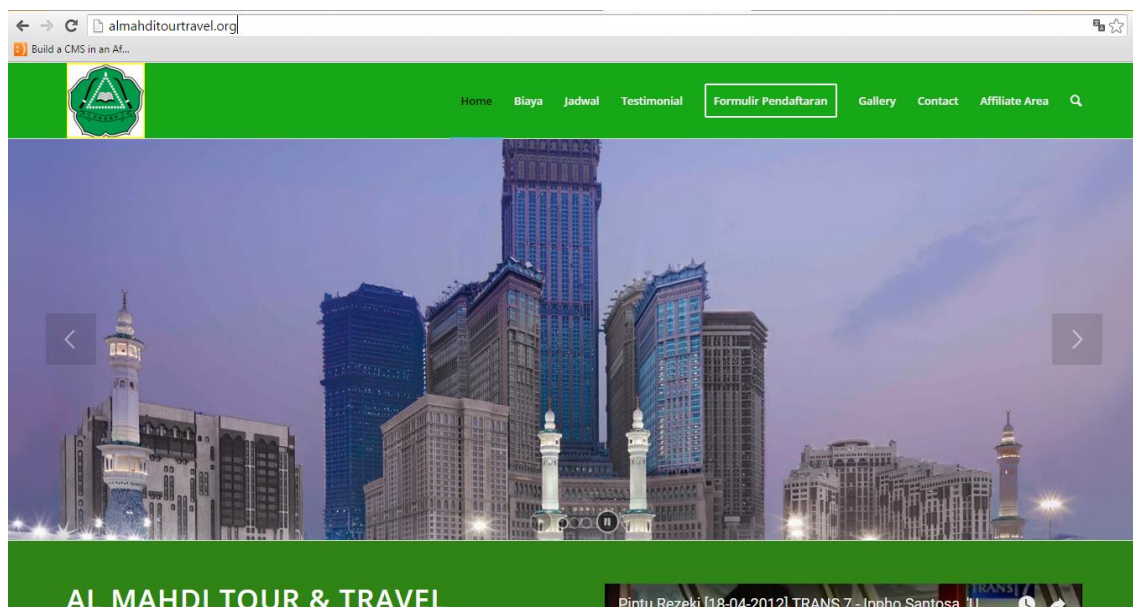 almahditourtravel.org
Build a CMS in an Af...
Home Biaya Jadwal Testimonial Formulir Pendaftaran Gallery Contact Affiliate Area
AL MAHDI TOUR & TRAVEL
Pintu Rezeki [18-04-2012] TRANS 7 - Ippho Santosa, 'U
TRANS7